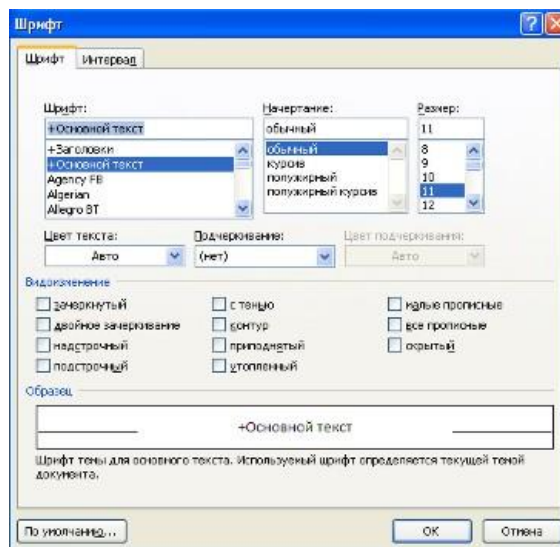 Шрифт
Шрифт Интервал
Шрифт: Начертание: Размер:
+Основной текст обычный 11
+Заголовки обычный 8
+Основной текст курсив 9
Agency FB полужирный 10
Algerian полужирный курсив 11
Allegro BT 12
Цвет текста: Подчеркивание: Цвет подчеркивания:
Авто (нет) Авто
Видоизменение
зачеркнутый с тенью малые прописные
двойное зачеркивание контур все прописные
надстрочный приподнятый скрытый
подстрочный утопленный
Образец
+Основной текст
Шрифт темы для основного текста. Используемый шрифт определяется текущей темой
документа.
По умолчанию... ОК Отмена